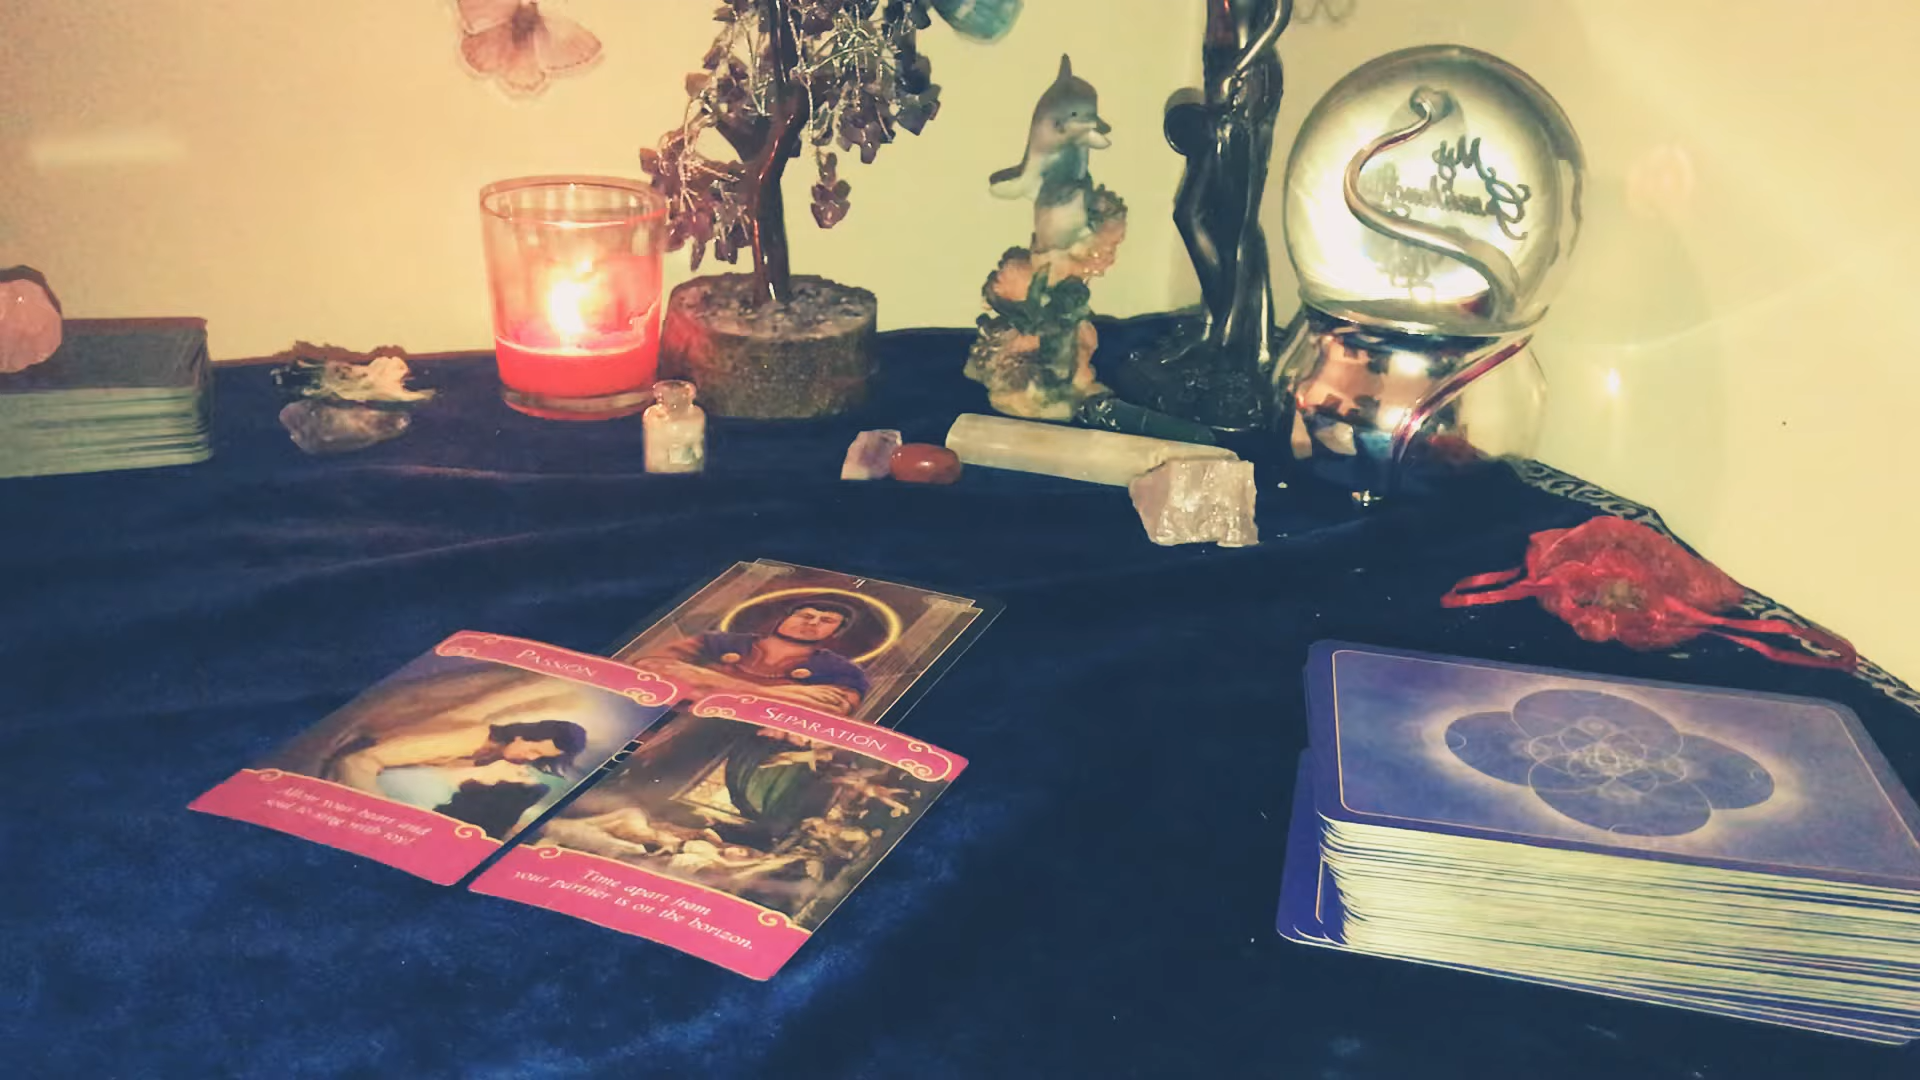 My
PASSION
Allow your heart and
soul to sing with joy!
SEPARATION
Time apart from
your partner is on the horizon.